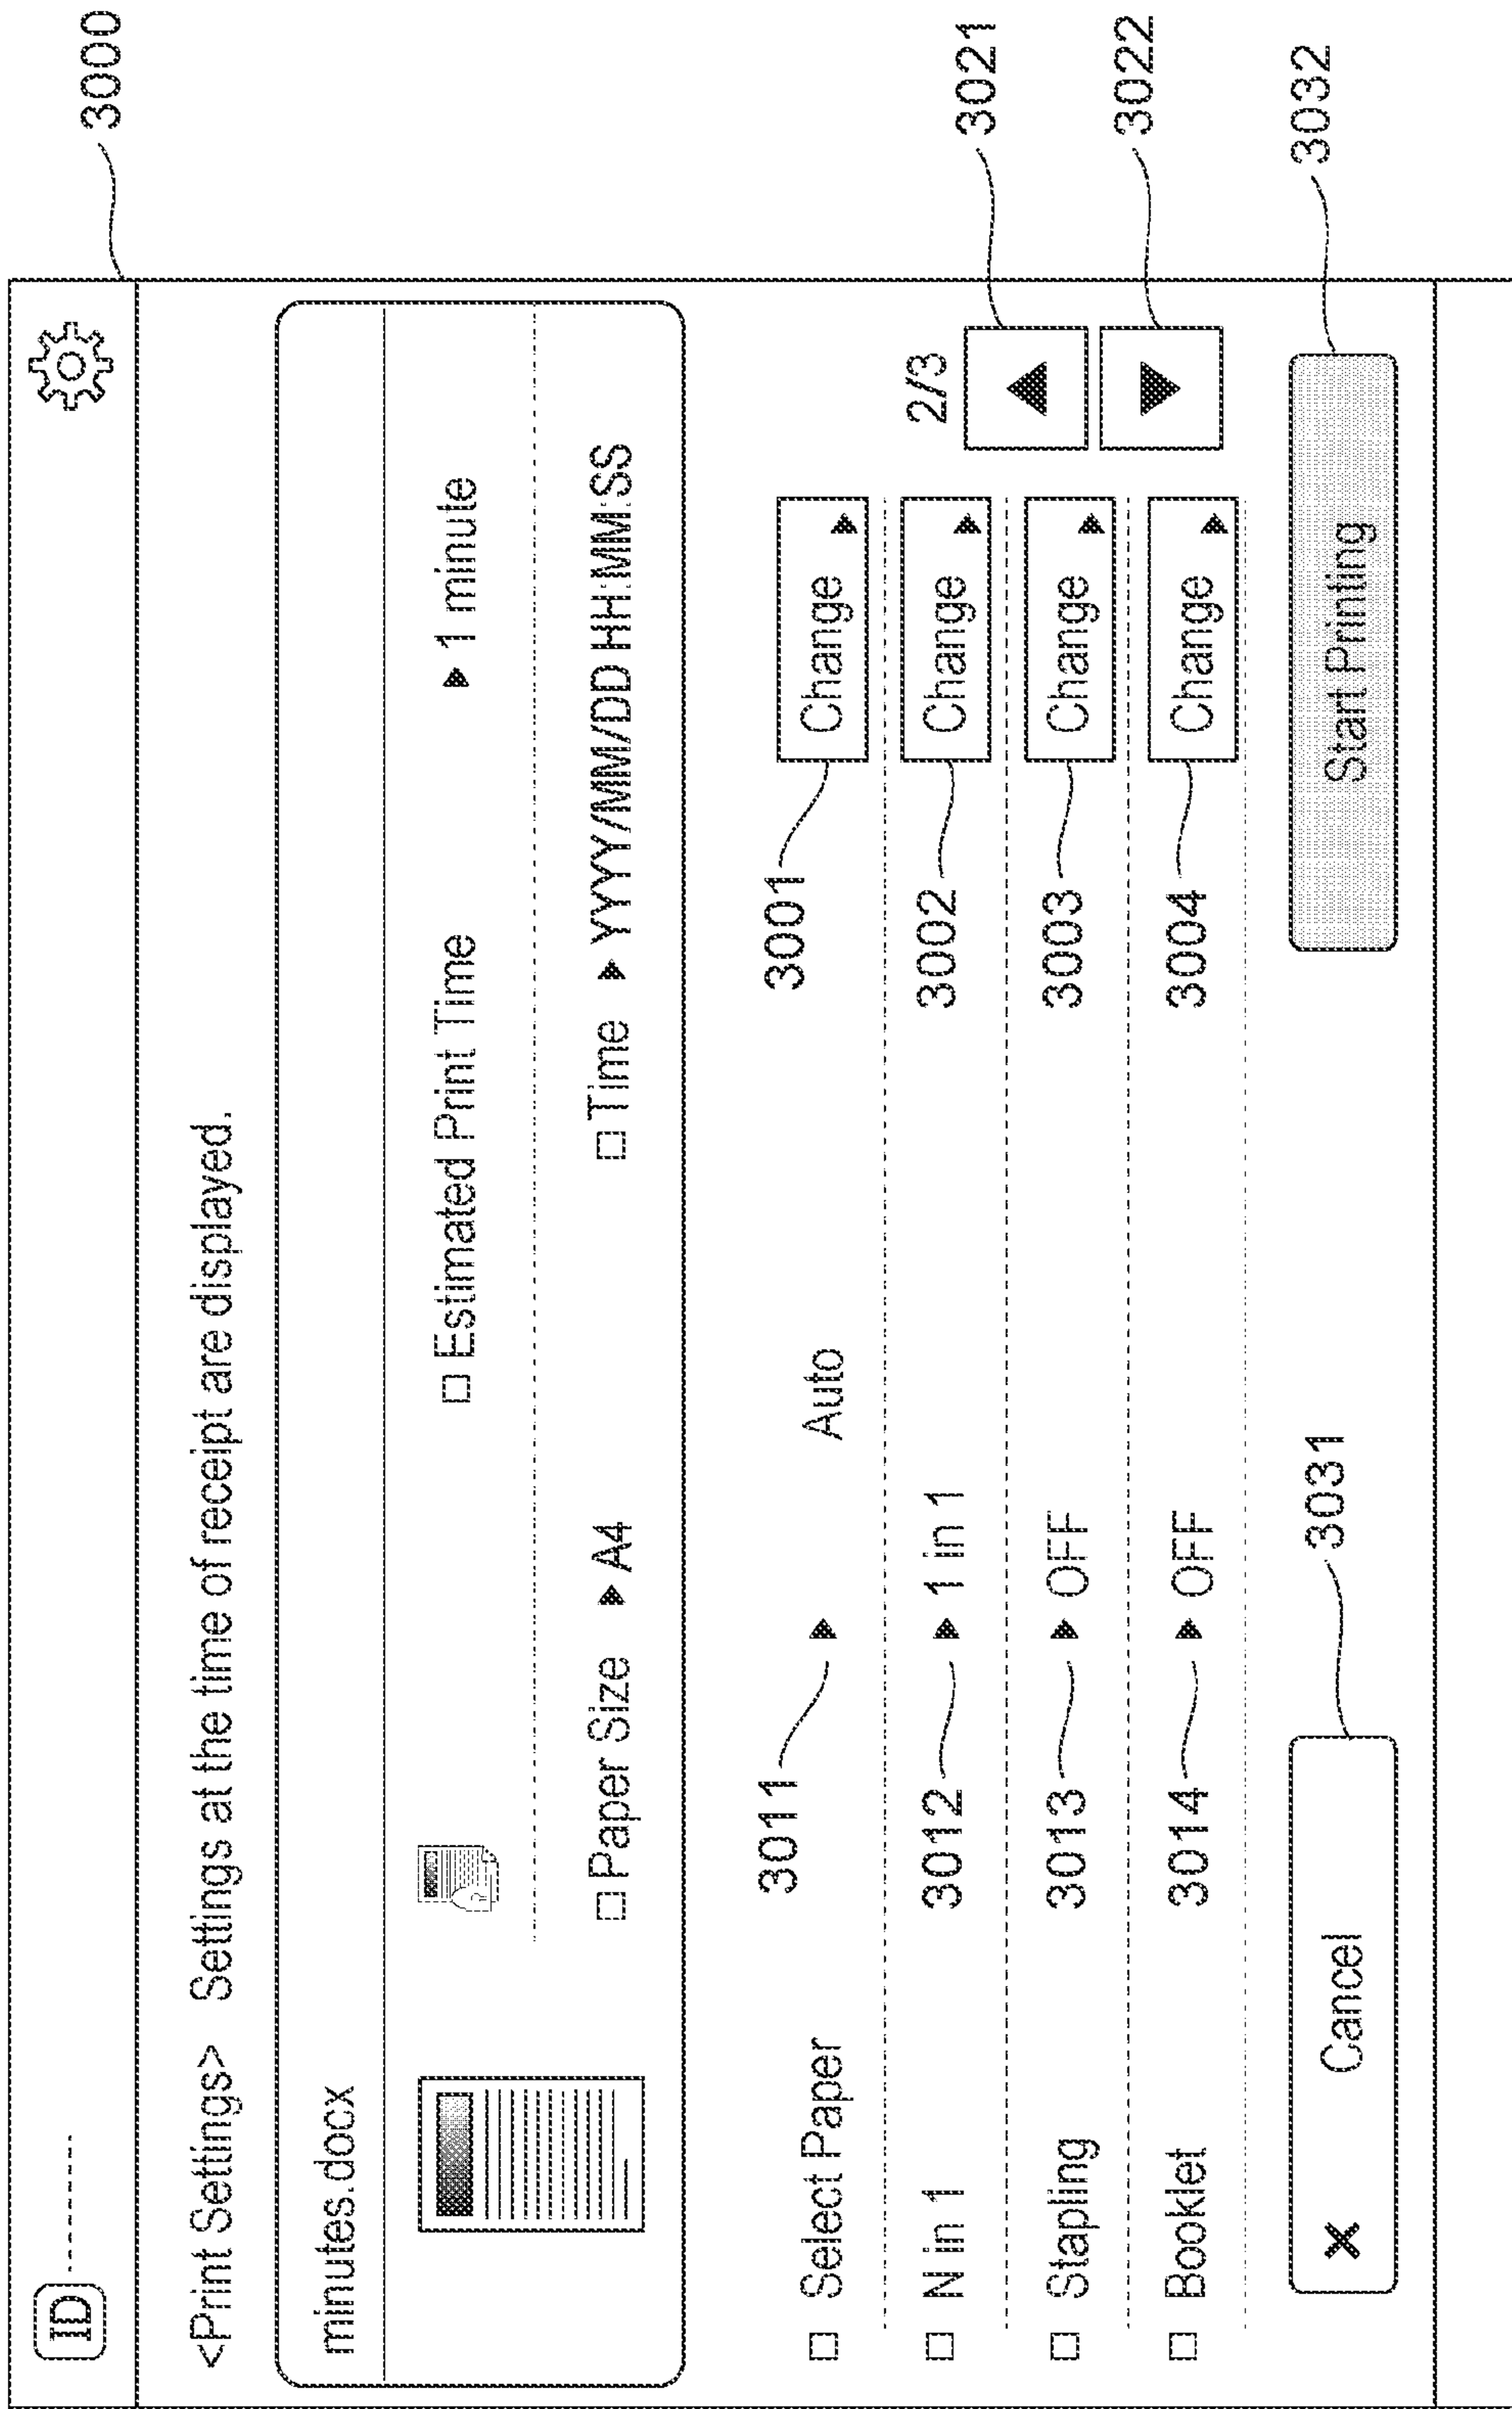 3000
ID -------
<Print Settings> Settings at the time of receipt are displayed.
minutes.docx
□ Estimated Print Time ▶ 1 minute
□ Paper Size ▶ A4 □ Time ▶ YYYY/MM/DD HH:MM:SS
□ Select Paper 3011 ▶ Auto 3001 Change ▶
2/3
□ N in 1 3012 ▶ 1 in 1 3002 Change ▶
▲ 3021
□ Stapling 3013 ▶ OFF 3003 Change ▶
▼ 3022
□ Booklet 3014 ▶ OFF 3004 Change ▶
× Cancel 3031 Start Printing 3032